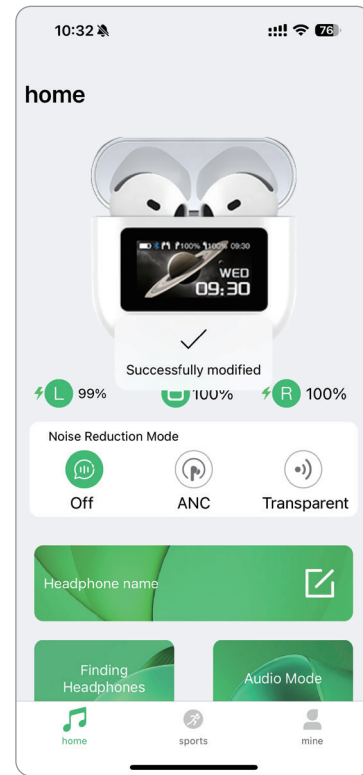 10:32
76
home
100% 100% 09:30
WED
09:30
Successfully modified
L 99% 100% R 100%
Noise Reduction Mode
Off ANC Transparent
Headphone name
Finding
Headphones
Audio Mode
home sports mine